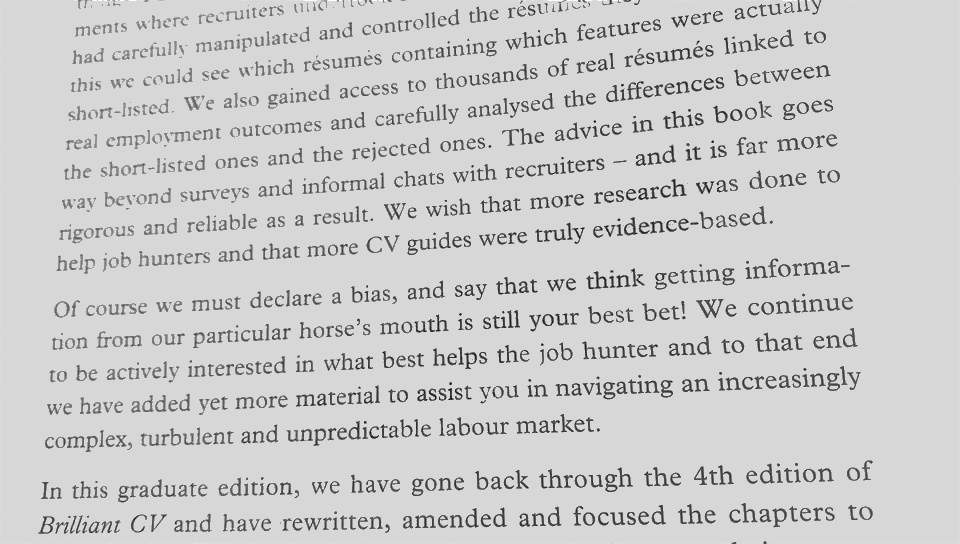 ments where recruiters
had carefully manipulated and controlled the résumés they
this we could see which résumés containing which features were actually
short-listed. We also gained access to thousands of real résumés linked to
real employment outcomes and carefully analysed the differences between
the short-listed ones and the rejected ones. The advice in this book goes
way beyond surveys and informal chats with recruiters – and it is far more
rigorous and reliable as a result. We wish that more research was done to
help job hunters and that more CV guides were truly evidence-based.
Of course we must declare a bias, and say that we think getting informa-
tion from our particular horse's mouth is still your best bet! We continue
to be actively interested in what best helps the job hunter and to that end
we have added yet more material to assist you in navigating an increasingly
complex, turbulent and unpredictable labour market.
In this graduate edition, we have gone back through the 4th edition of
Brilliant CV and have rewritten, amended and focused the chapters to